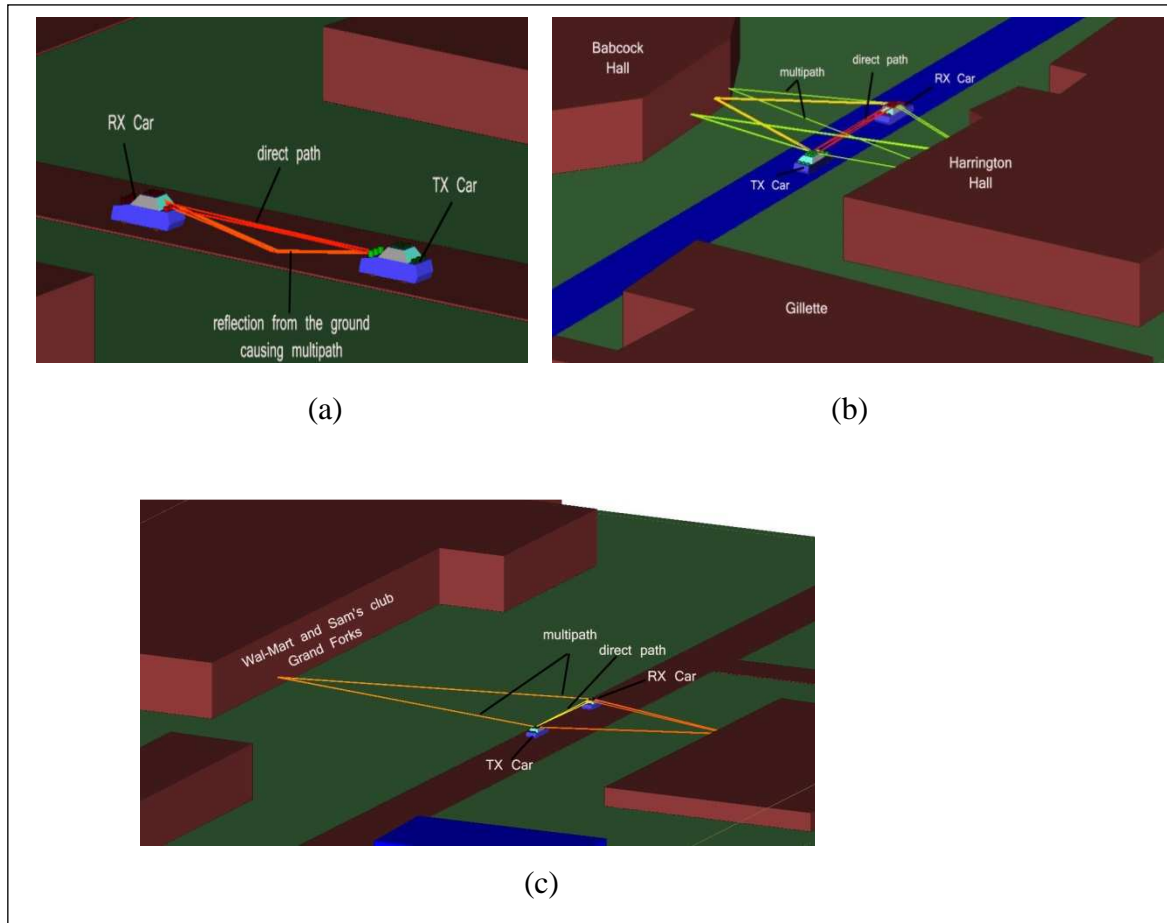 RX Car
direct path
TX Car
reflection from the ground
causing multipath
(a)
Babcock
Hall
multipath
direct path
RX Car
TX Car
Harrington
Hall
Gillette
(b)
Wal-Mart and Sam's club
Grand Forks
multipath
direct path
RX Car
TX Car
(c)